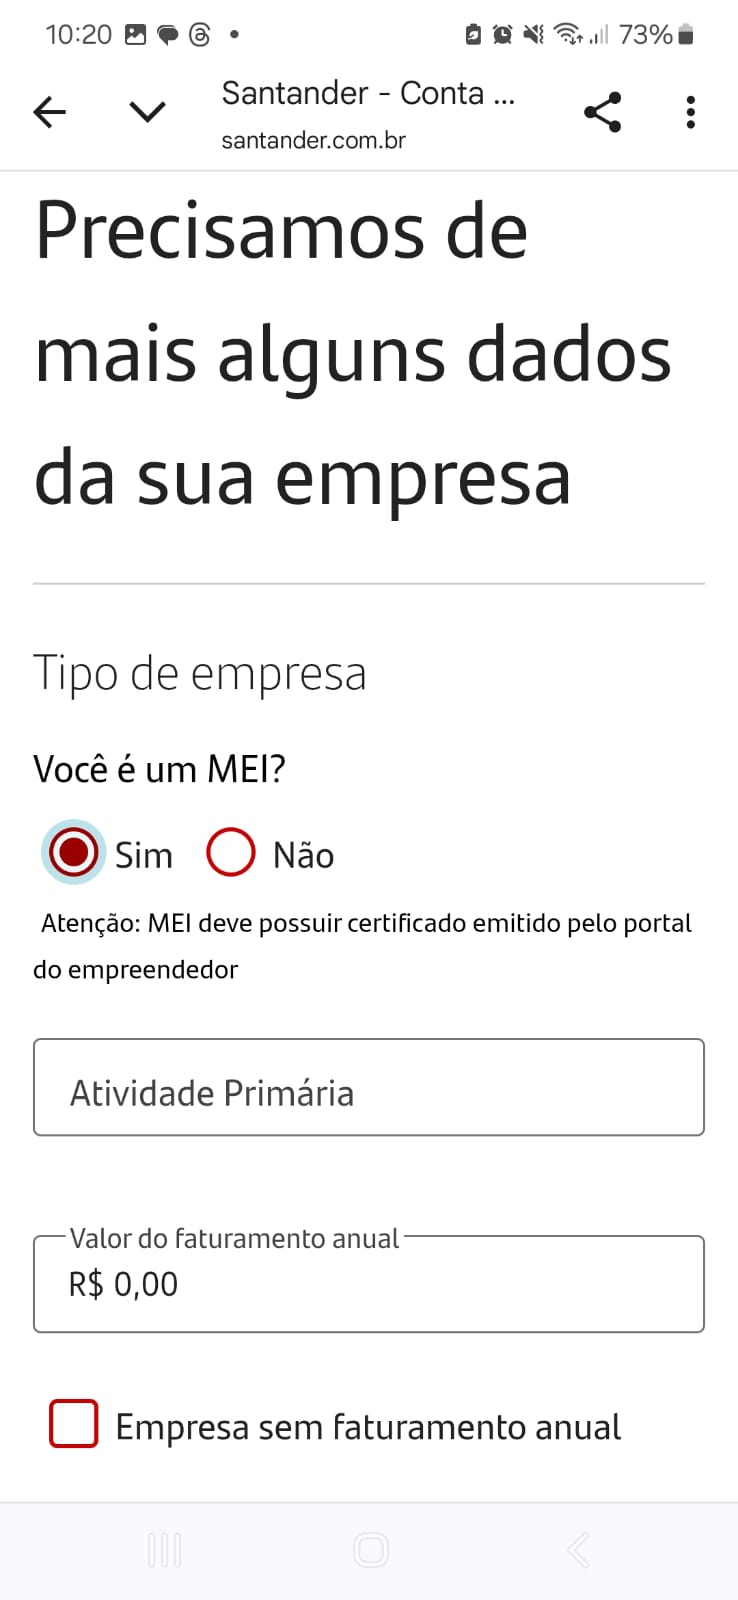 10:20 73%
Santander - Conta ...
santander.com.br
Precisamos de
mais alguns dados
da sua empresa
Tipo de empresa
Você é um MEI?
Sim Não
Atenção: MEI deve possuir certificado emitido pelo portal
do empreendedor
Atividade Primária
Valor do faturamento anual
R$ 0,00
Empresa sem faturamento anual